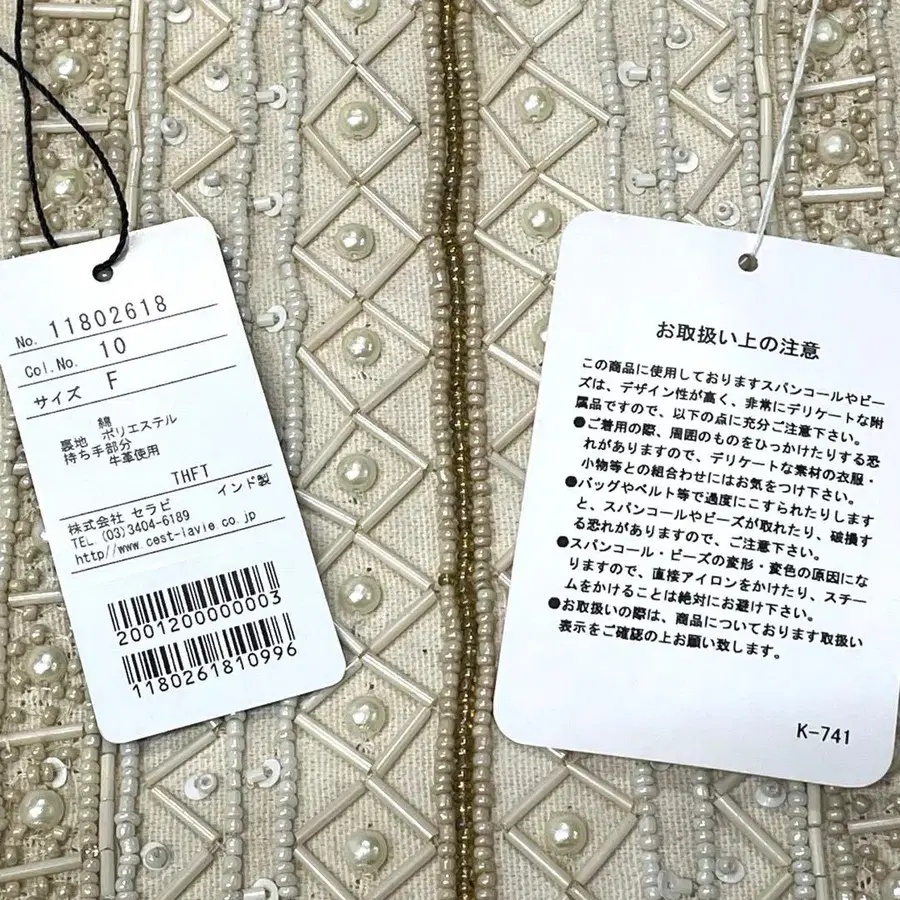 No. 11802618
Col.No. 10
サイズ F
綿
裏地 ポリエステル
持ち手部分
牛革使用
THFT
インド製
株式会社 セラビ
TEL.(03)3404-6189
http//www.cest-lavie.co.jp
2001200000003
1180261810996
お取扱い上の注意
この商品に使用しておりますスパンコールやビー
ズは、デザイン性が高く、非常にデリケートな附
属品ですので、以下の点に充分ご注意下さい。
●ご着用の際、周囲のものをひっかけたりする恐
れがありますので、デリケートな素材の衣服・
小物等との組合わせにはお気をつけ下さい。
●バッグやベルト等で過度にこすられたりします
と、スパンコールやビーズが取れたり、破損す
る恐れがありますので、ご注意下さい。
●スパンコール・ビーズの変形・変色の原因にな
りますので、直接アイロンをかけたり、スチー
ムをかけることは絶対にお避け下さい。
●お取扱いの際は、商品についております取扱い
表示をご確認の上お願い致します。
K-741